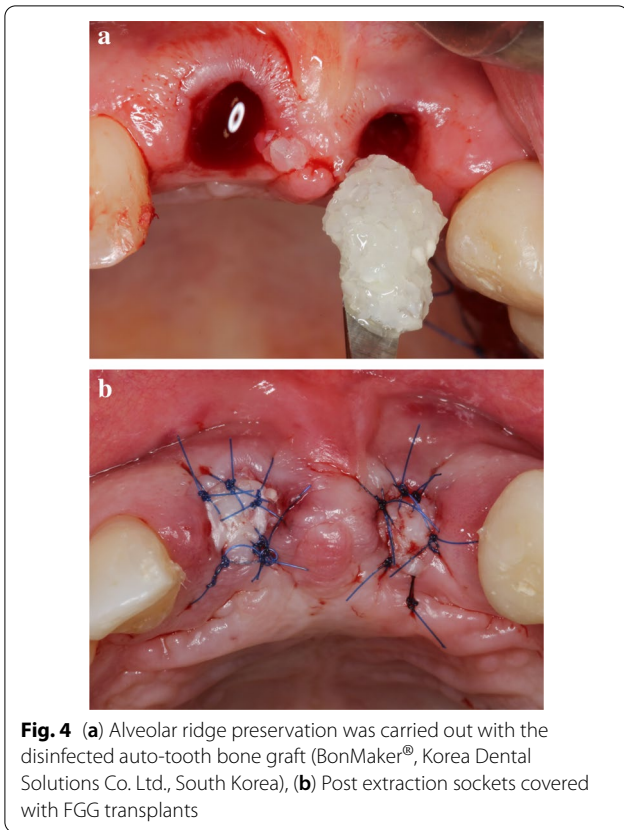 a
b
Fig. 4 (a) Alveolar ridge preservation was carried out with the
disinfected auto-tooth bone graft (BonMaker®, Korea Dental
Solutions Co. Ltd., South Korea), (b) Post extraction sockets covered
with FGG transplants